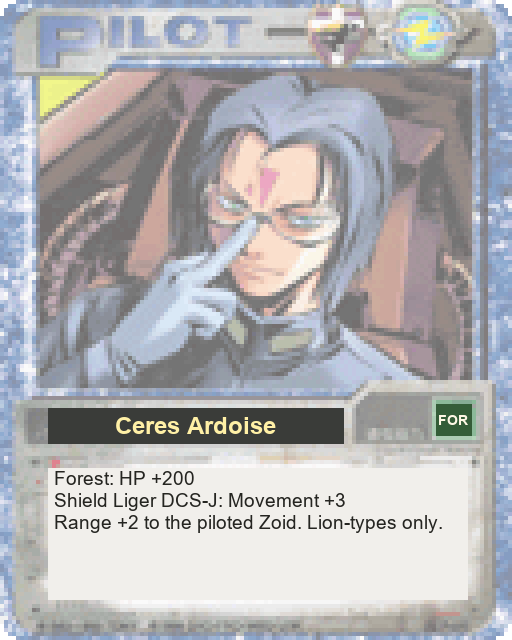 PILOT
Ceres Ardoise
FOR
Forest: HP +200
Shield Liger DCS-J: Movement +3
Range +2 to the piloted Zoid. Lion-types only.